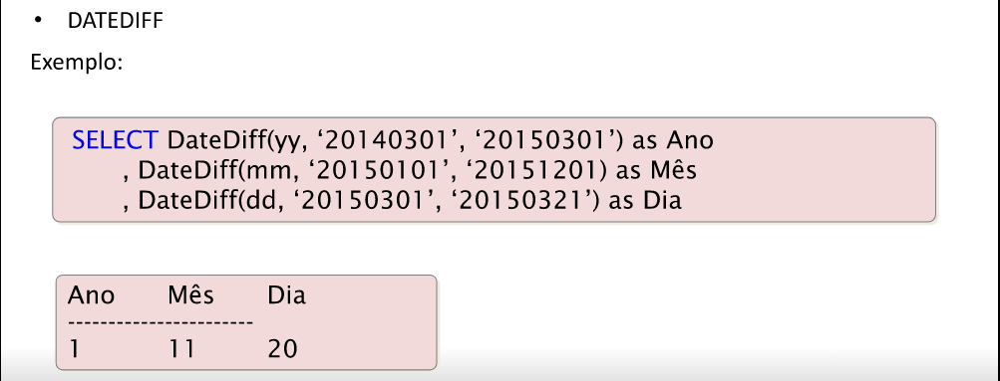 • DATEDIFF
Exemplo:
SELECT DateDiff(yy, ‘20140301’, ‘20150301’) as Ano
, DateDiff(mm, ‘20150101’, ‘20151201) as Mês
, DateDiff(dd, ‘20150301’, ‘20150321’) as Dia
Ano Mês Dia
-----------------------
1 11 20